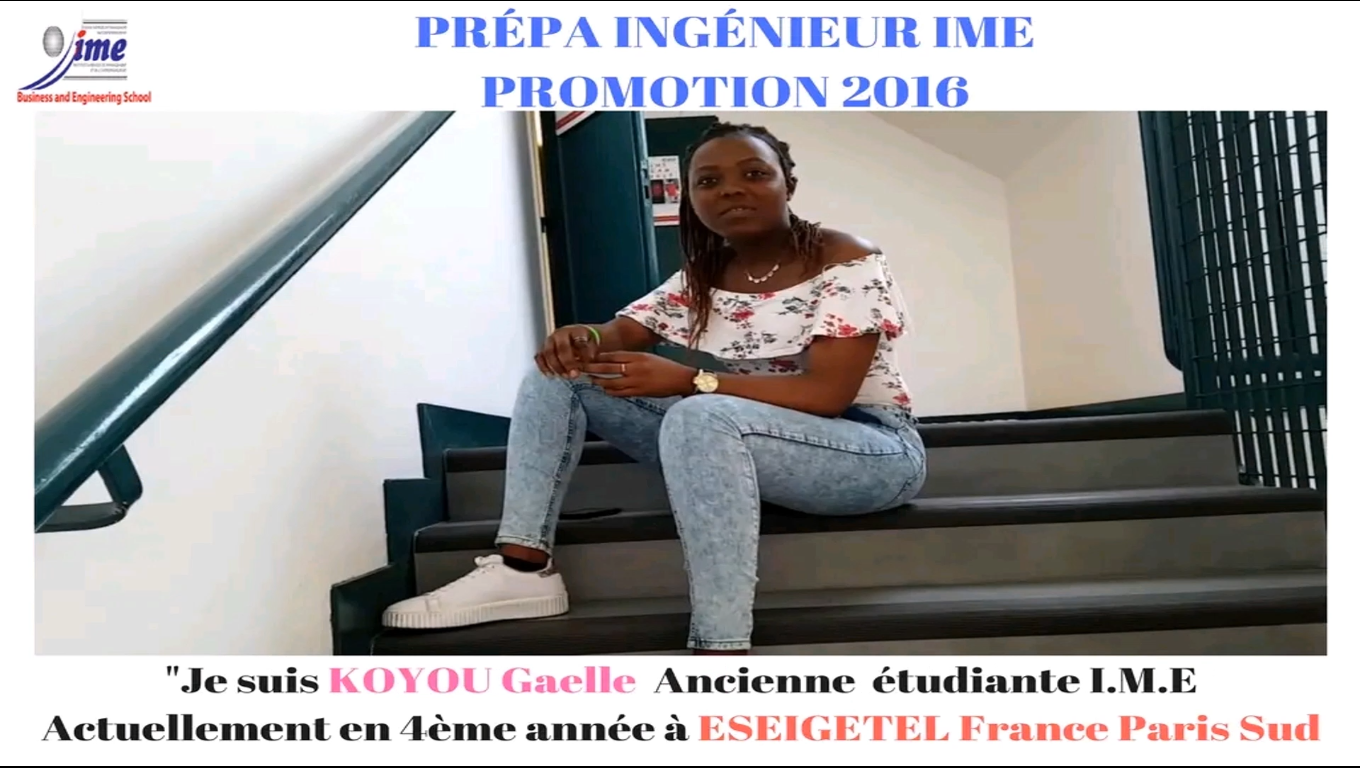 ime
Business and Engineering School
PRÉPA INGÉNIEUR IME
PROMOTION 2016
"Je suis KOYOU Gaelle Ancienne étudiante I.M.E
Actuellement en 4ème année à ESEIGETEL France Paris Sud